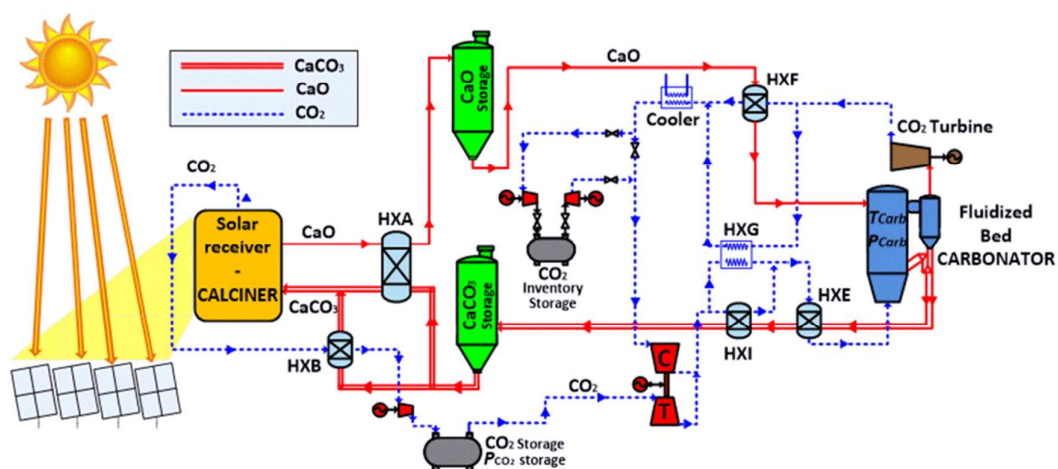 CaCO3
CaO
CO2
CO2
Solar
receiver
-
CALCINER
CaO
HXA
CaCO3
HXB
CaO
Storage
CaO
CaCO3
Storage
Cooler
CO2
Inventory
Storage
HXF
HXG
CO2 Turbine
TCarb
PCarb
Fluidized
Bed
CARBONATOR
HXE
HXI
C
T
CO2
CO2 Storage
PCO2 storage